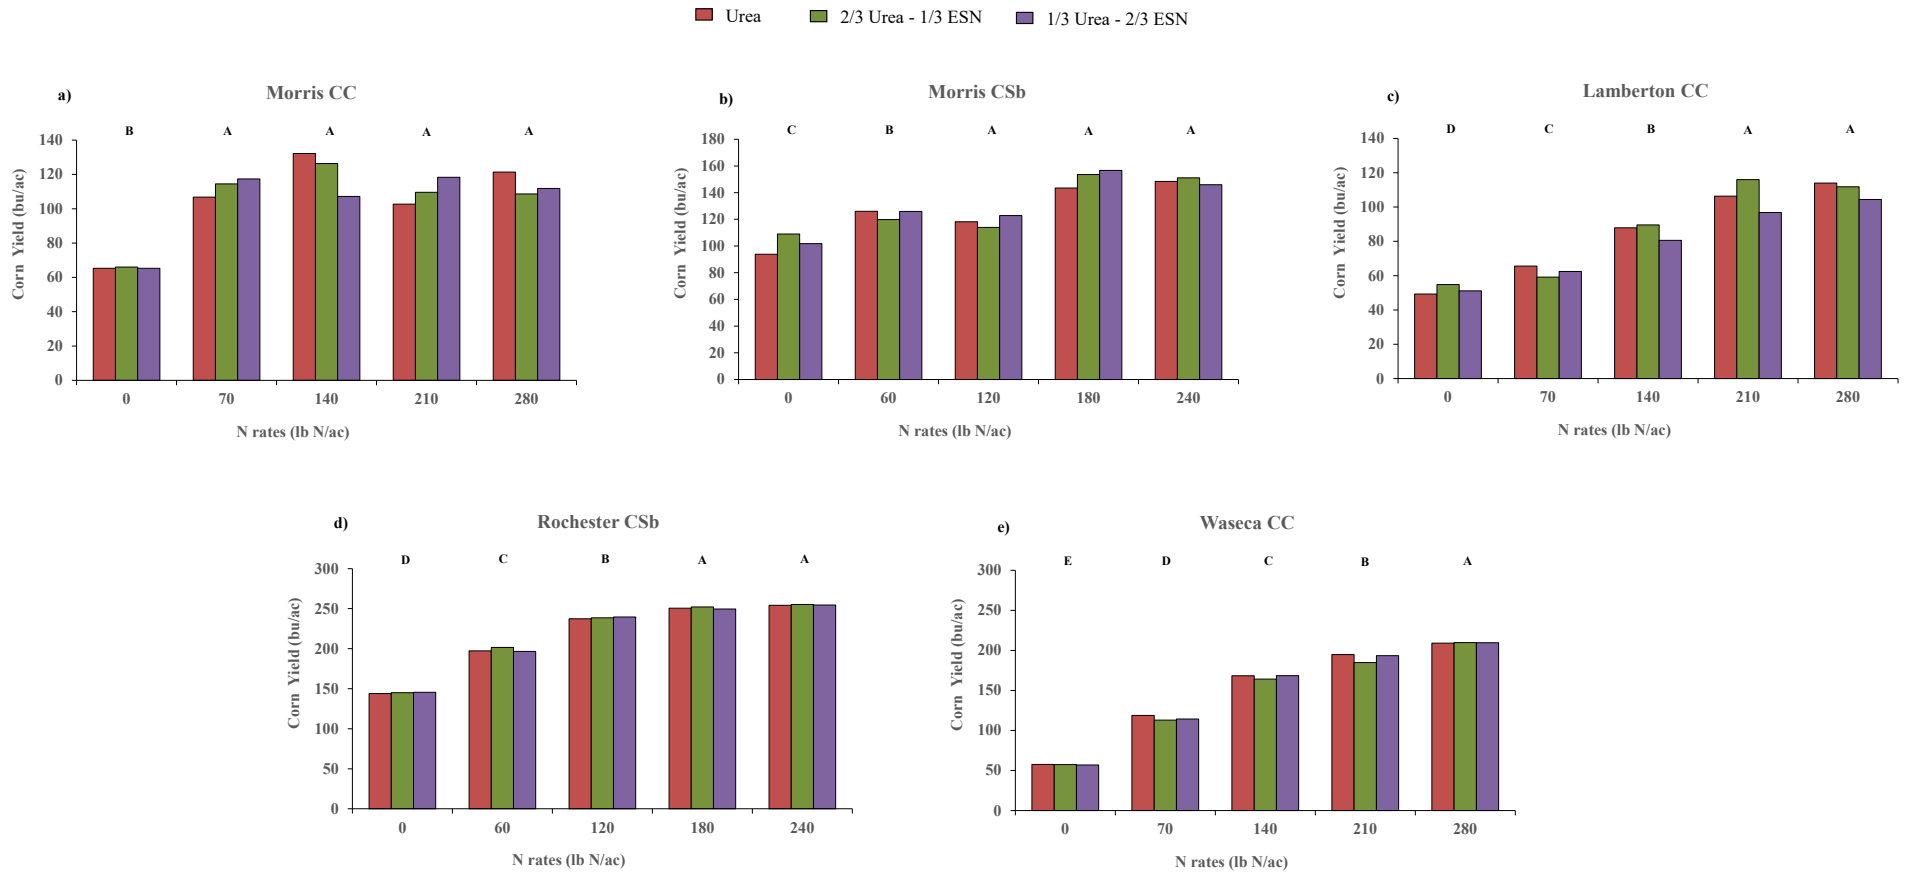 Urea 2/3 Urea - 1/3 ESN 1/3 Urea - 2/3 ESN
a) Morris CC
B A A A A
140
120
100
80
60
40
20
0
Corn Yield (bu/ac)
0 70 140 210 280
N rates (lb N/ac)
b) Morris CSb
C B A A A
180
160
140
120
100
80
60
40
20
0
Corn Yield (bu/ac)
0 60 120 180 240
N rates (lb N/ac)
c) Lamberton CC
D C B A A
140
120
100
80
60
40
20
0
Corn Yield (bu/ac)
0 70 140 210 280
N rates (lb N/ac)
d) Rochester CSb
D C B A A
300
250
200
150
100
50
0
Corn Yield (bu/ac)
0 60 120 180 240
N rates (lb N/ac)
e) Waseca CC
E D C B A
300
250
200
150
100
50
0
Corn Yield (bu/ac)
0 70 140 210 280
N rates (lb N/ac)